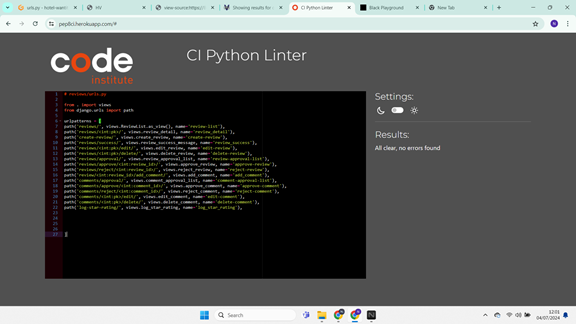 urls.py - hotel-wandi
HV
view-source:https://
Showing results for
CI Python Linter
Black Playground
New Tab
pep8ci.herokuapp.com/#
code
institute
CI Python Linter
Settings:
Results:
All clear, no errors found
1 # reviews/urls.py
2
3 from . import views
4 from django.urls import path
5
6 urlpatterns = [
7 path('reviews/', views.ReviewList.as_view(), name='review-list'),
8 path('reviews/<int:pk>/', views.review_detail, name='review_detail'),
9 path('create-review/', views.create_review, name='create-review'),
10 path('reviews/success/', views.review_success_message, name='review_success'),
11 path('reviews/<int:pk>/edit/', views.edit_review, name='edit-review'),
12 path('reviews/<int:pk>/delete/', views.delete_review, name='delete-review'),
13 path('reviews/approval/', views.review_approval_list, name='review-approval-list'),
14 path('reviews/approve/<int:review_id>/', views.approve_review, name='approve-review'),
15 path('reviews/reject/<int:review_id>/', views.reject_review, name='reject-review'),
16 path('review/<int:review_id>/add_comment/', views.add_comment, name='add_comment'),
17 path('comments/approval/', views.comment_approval_list, name='comment-approval-list'),
18 path('comments/approve/<int:comment_id>/', views.approve_comment, name='approve-comment'),
19 path('comments/reject/<int:comment_id>/', views.reject_comment, name='reject-comment'),
20 path('comments/<int:pk>/edit/', views.edit_comment, name='edit-comment'),
21 path('comments/<int:pk>/delete/', views.delete_comment, name='delete-comment'),
22 path('log-star-rating/', views.log_star_rating, name='log_star_rating'),
23
24
25
26
27 ]
Search
12:01
04/07/2024